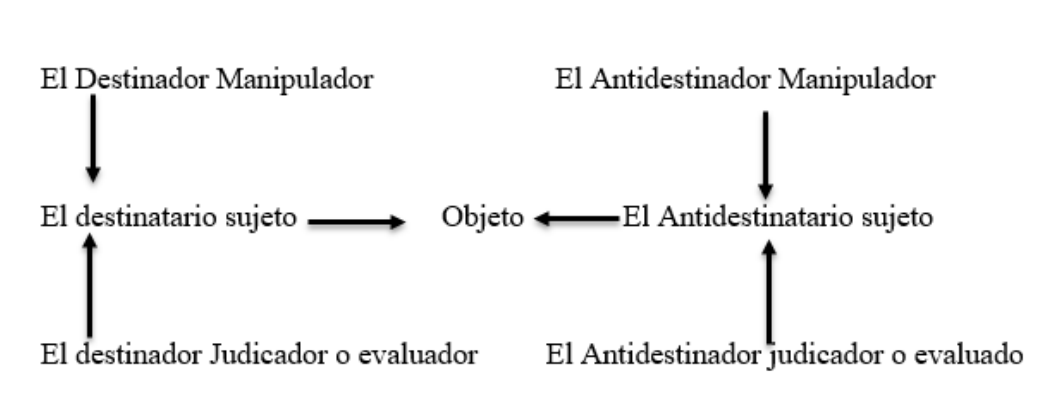 El Destinador Manipulador El Antidestinador Manipulador
El destinatario sujeto Objeto El Antidestinatario sujeto
El destinador Judicador o evaluador El Antidestinador judicador o evaluado